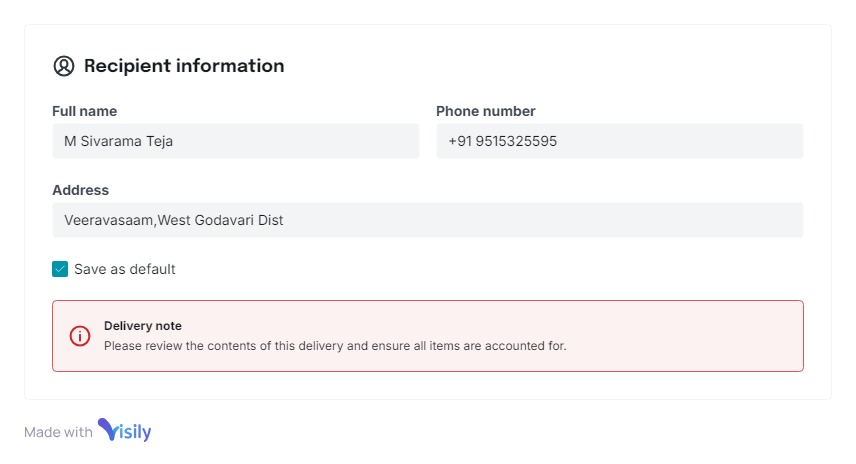 Recipient information
Full name
Phone number
M Sivarama Teja
+91 9515325595
Address
Veeravasaam,West Godavari Dist
Save as default
Delivery note
Please review the contents of this delivery and ensure all items are accounted for.
Made with Visily